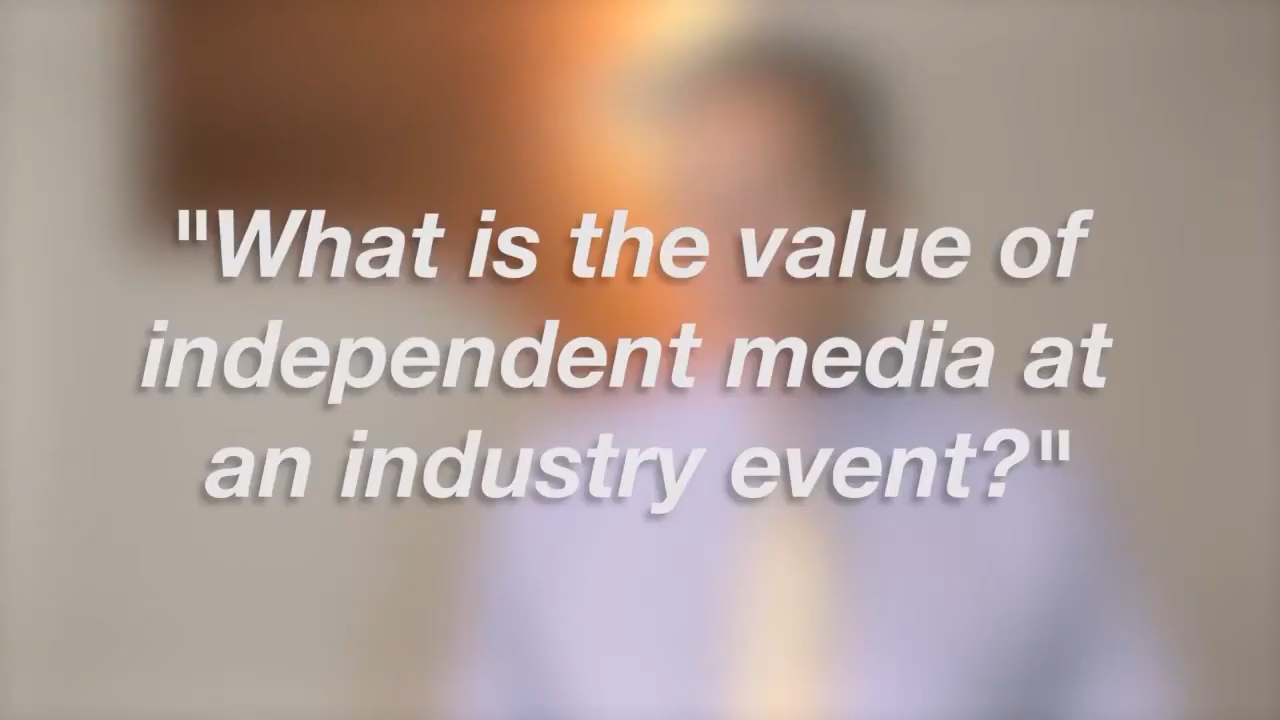 "What is the value of
independent media at
an industry event?"